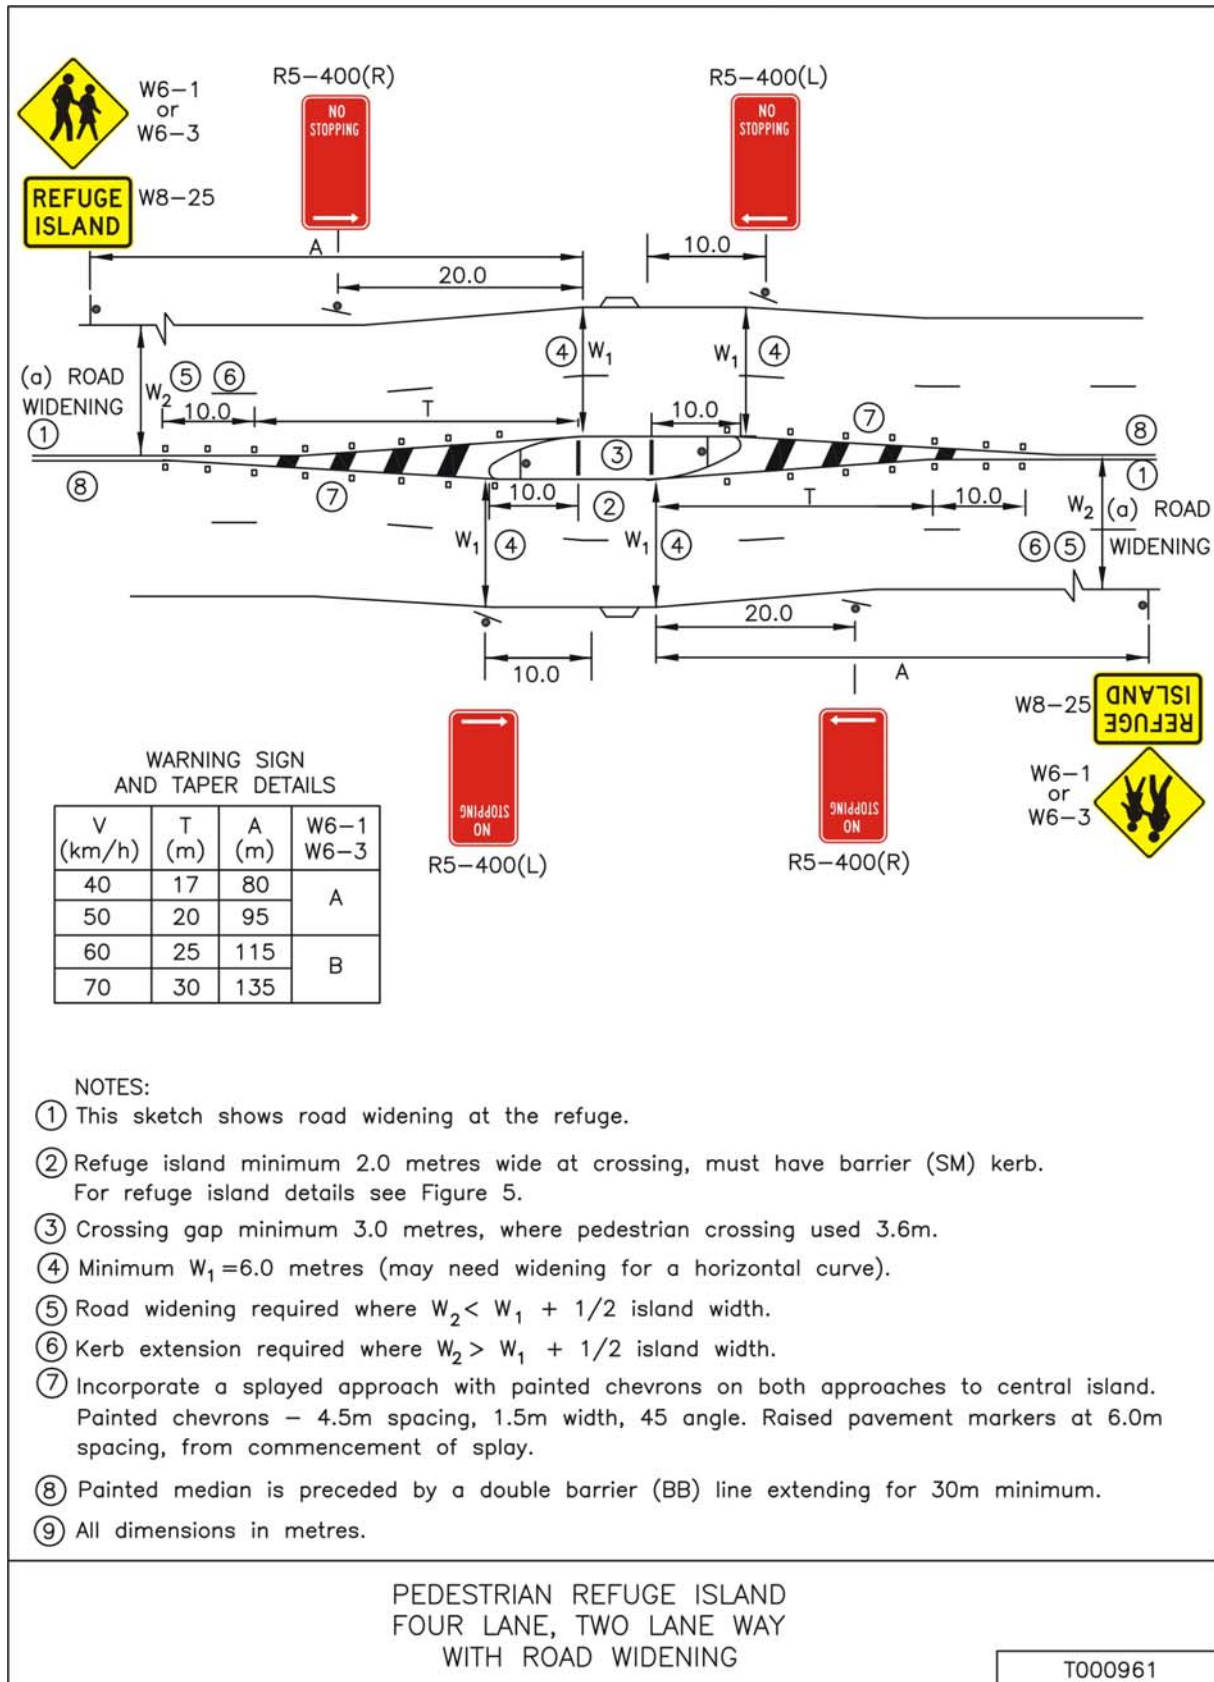 R5-400(R)
R5-400(L)
W6-1
or
W6-3
NO
STOPPING
NO
STOPPING
REFUGE
ISLAND
W8-25
A
10.0
20.0
4 W1
W1 4
(a) ROAD
WIDENING
1
W2
5 6
10.0
T
10.0
7
8
3
8
1
7
10.0
2
T
10.0
W2
(a) ROAD
WIDENING
6 5
W1 4
W1 4
20.0
10.0
A
W8-25
REFUGE
ISLAND
W6-1
or
W6-3
NO
STOPPING
NO
STOPPING
R5-400(L)
R5-400(R)
WARNING SIGN
AND TAPER DETAILS
V (km/h) T (m) A (m) W6-1 W6-3
40 17 80 A
50 20 95
60 25 115 B
70 30 135
NOTES:
1 This sketch shows road widening at the refuge.
2 Refuge island minimum 2.0 metres wide at crossing, must have barrier (SM) kerb.
For refuge island details see Figure 5.
3 Crossing gap minimum 3.0 metres, where pedestrian crossing used 3.6m.
4 Minimum W1 =6.0 metres (may need widening for a horizontal curve).
5 Road widening required where W2 < W1 + 1/2 island width.
6 Kerb extension required where W2 > W1 + 1/2 island width.
7 Incorporate a splayed approach with painted chevrons on both approaches to central island.
Painted chevrons – 4.5m spacing, 1.5m width, 45 angle. Raised pavement markers at 6.0m
spacing, from commencement of splay.
8 Painted median is preceded by a double barrier (BB) line extending for 30m minimum.
9 All dimensions in metres.
PEDESTRIAN REFUGE ISLAND
FOUR LANE, TWO LANE WAY
WITH ROAD WIDENING
T000961